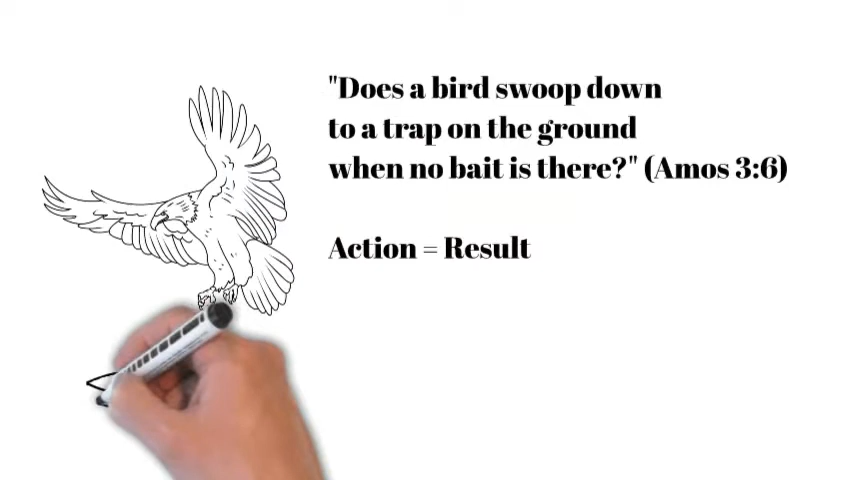 "Does a bird swoop down
to a trap on the ground
when no bait is there?" (Amos 3:6)
Action = Result